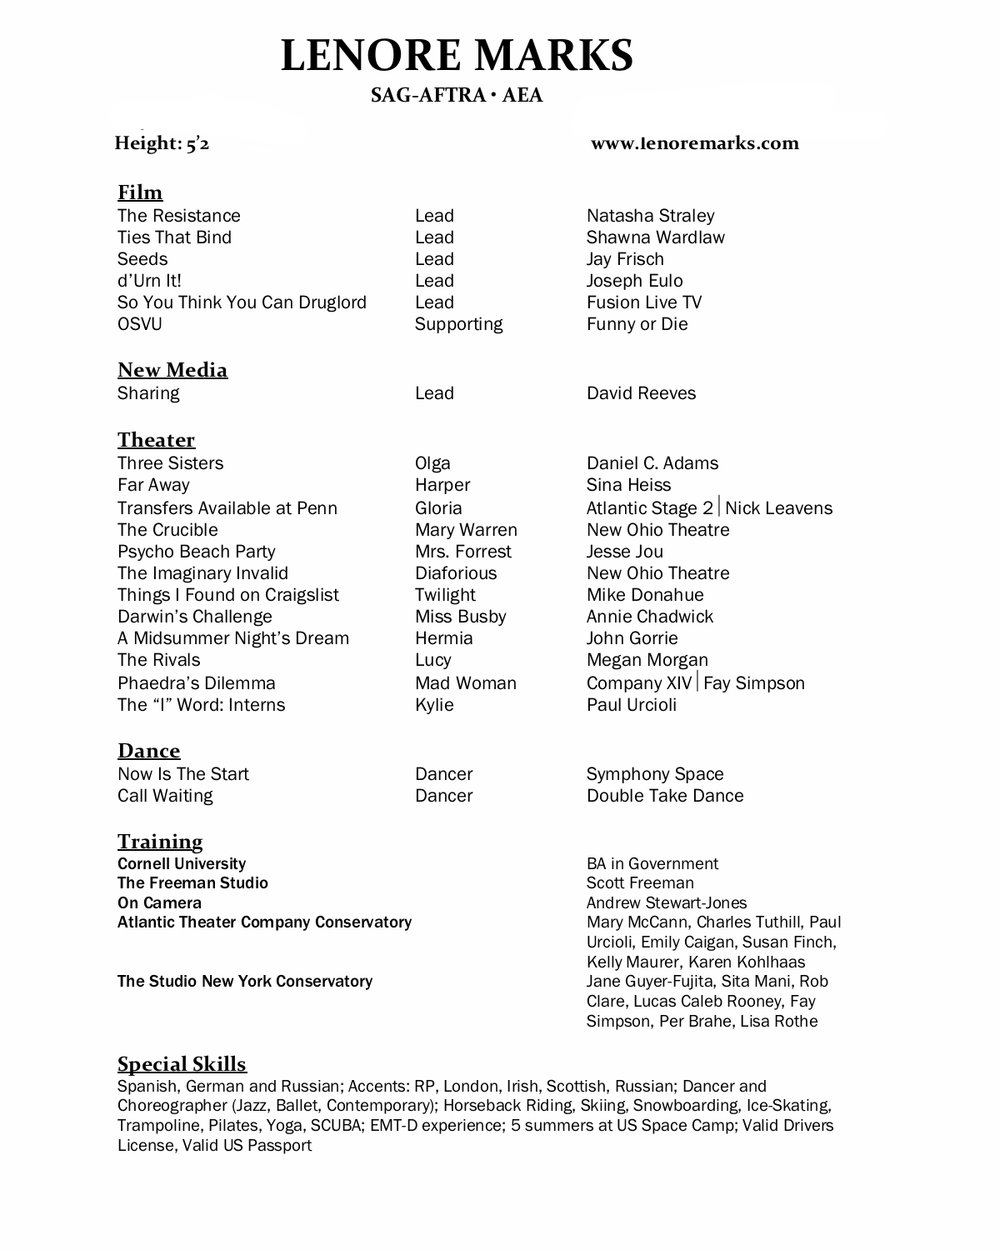 LENORE MARKS
SAG-AFTRA • AEA
Height: 5’2 www.lenoremarks.com
Film
The Resistance Lead Natasha Straley
Ties That Bind Lead Shawna Wardlaw
Seeds Lead Jay Frisch
d’Urn It! Lead Joseph Eulo
So You Think You Can Druglord Lead Fusion Live TV
OSVU Supporting Funny or Die
New Media
Sharing Lead David Reeves
Theater
Three Sisters Olga Daniel C. Adams
Far Away Harper Sina Heiss
Transfers Available at Penn Gloria Atlantic Stage 2│Nick Leavens
The Crucible Mary Warren New Ohio Theatre
Psycho Beach Party Mrs. Forrest Jesse Jou
The Imaginary Invalid Diaforious New Ohio Theatre
Things I Found on Craigslist Twilight Mike Donahue
Darwin’s Challenge Miss Busby Annie Chadwick
A Midsummer Night’s Dream Hermia John Gorrie
The Rivals Lucy Megan Morgan
Phaedra’s Dilemma Mad Woman Company XIV│Fay Simpson
The “I” Word: Interns Kylie Paul Urcioli
Dance
Now Is The Start Dancer Symphony Space
Call Waiting Dancer Double Take Dance
Training
Cornell University BA in Government
The Freeman Studio Scott Freeman
On Camera Andrew Stewart-Jones
Atlantic Theater Company Conservatory Mary McCann, Charles Tuthill, Paul
Urcioli, Emily Caigan, Susan Finch,
Kelly Maurer, Karen Kohlhaas
The Studio New York Conservatory Jane Guyer-Fujita, Sita Mani, Rob
Clare, Lucas Caleb Rooney, Fay
Simpson, Per Brahe, Lisa Rothe
Special Skills
Spanish, German and Russian; Accents: RP, London, Irish, Scottish, Russian; Dancer and
Choreographer (Jazz, Ballet, Contemporary); Horseback Riding, Skiing, Snowboarding, Ice-Skating,
Trampoline, Pilates, Yoga, SCUBA; EMT-D experience; 5 summers at US Space Camp; Valid Drivers
License, Valid US Passport